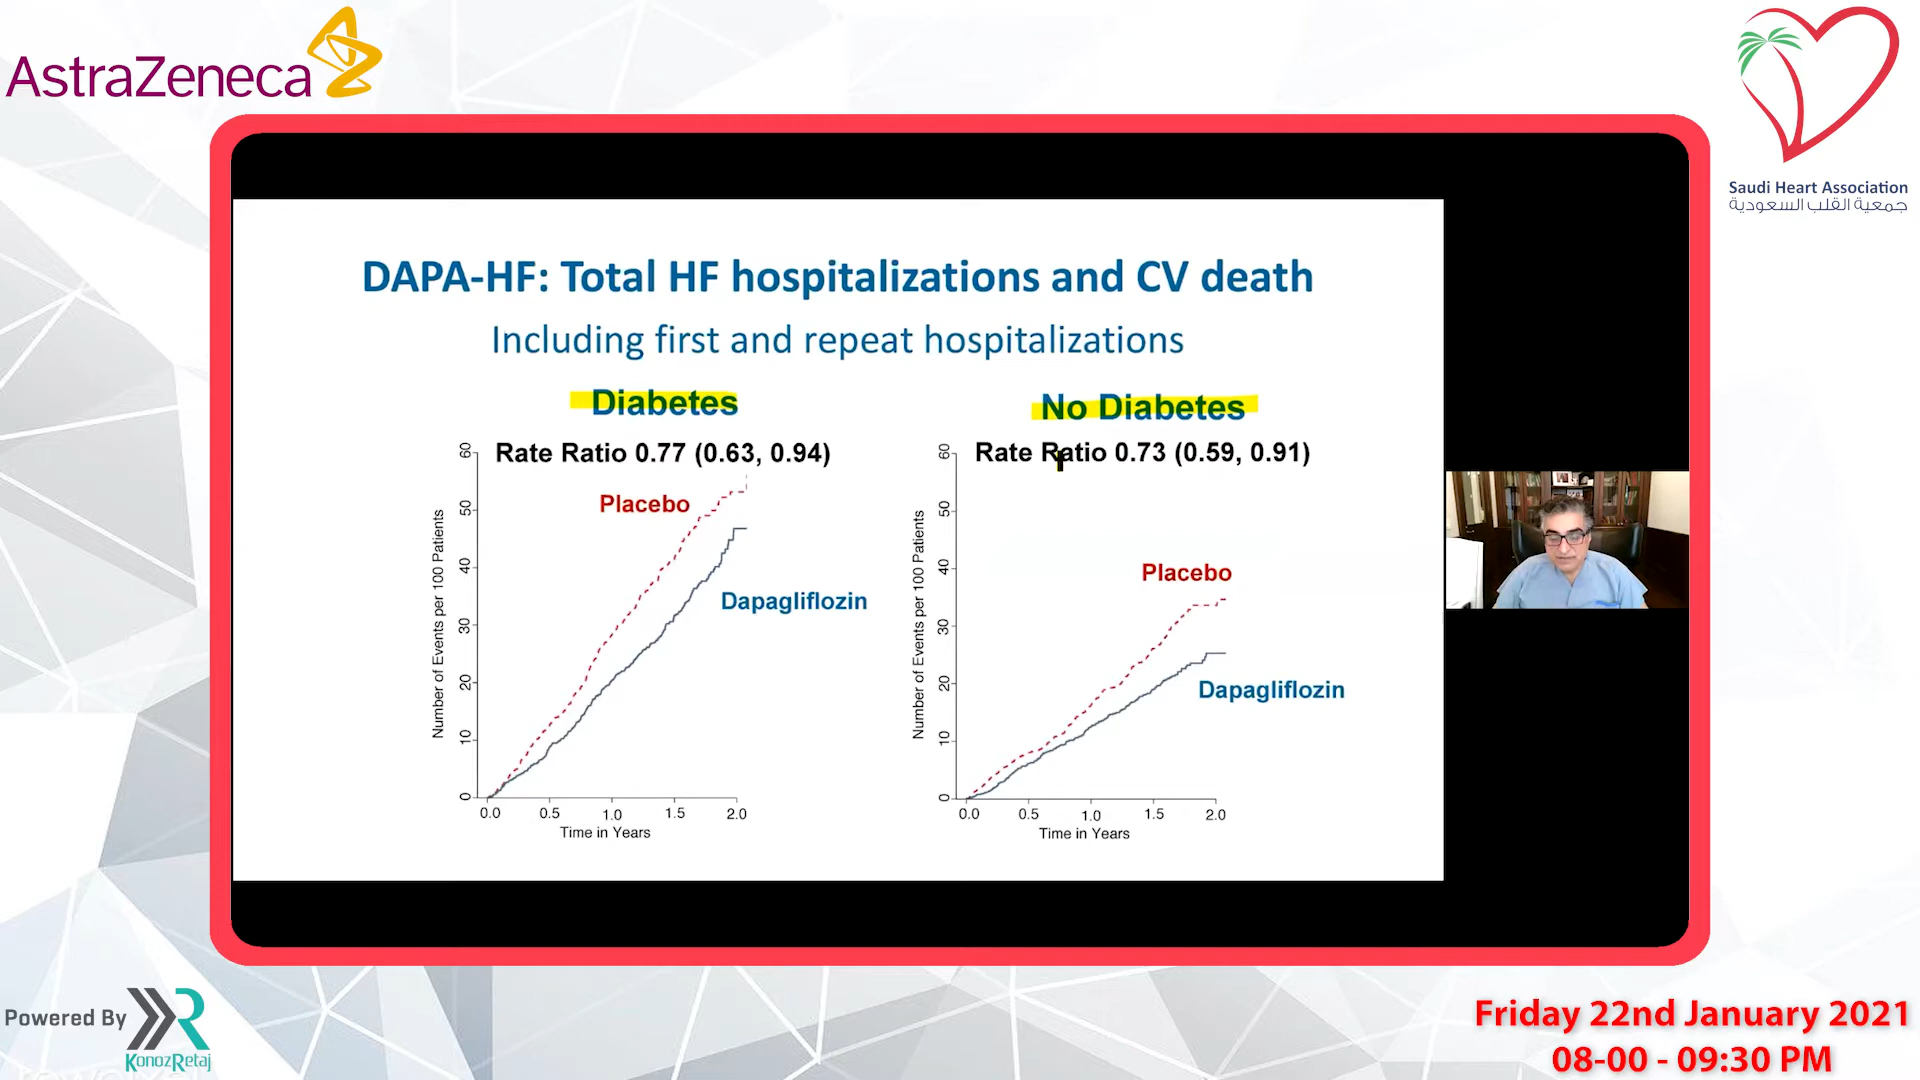 AstraZeneca
Saudi Heart Association
جمعية القلب السعودية
DAPA-HF: Total HF hospitalizations and CV death
Including first and repeat hospitalizations
Diabetes
Rate Ratio 0.77 (0.63, 0.94)
Placebo
Dapagliflozin
Number of Events per 100 Patients
60
50
40
30
20
10
0
0.0 0.5 1.0 1.5 2.0
Time in Years
No Diabetes
Rate Ratio 0.73 (0.59, 0.91)
Placebo
Dapagliflozin
Number of Events per 100 Patients
60
50
40
30
20
10
0
0.0 0.5 1.0 1.5 2.0
Time in Years
Powered By
KonozRetaj
Friday 22nd January 2021
08-00 - 09:30 PM